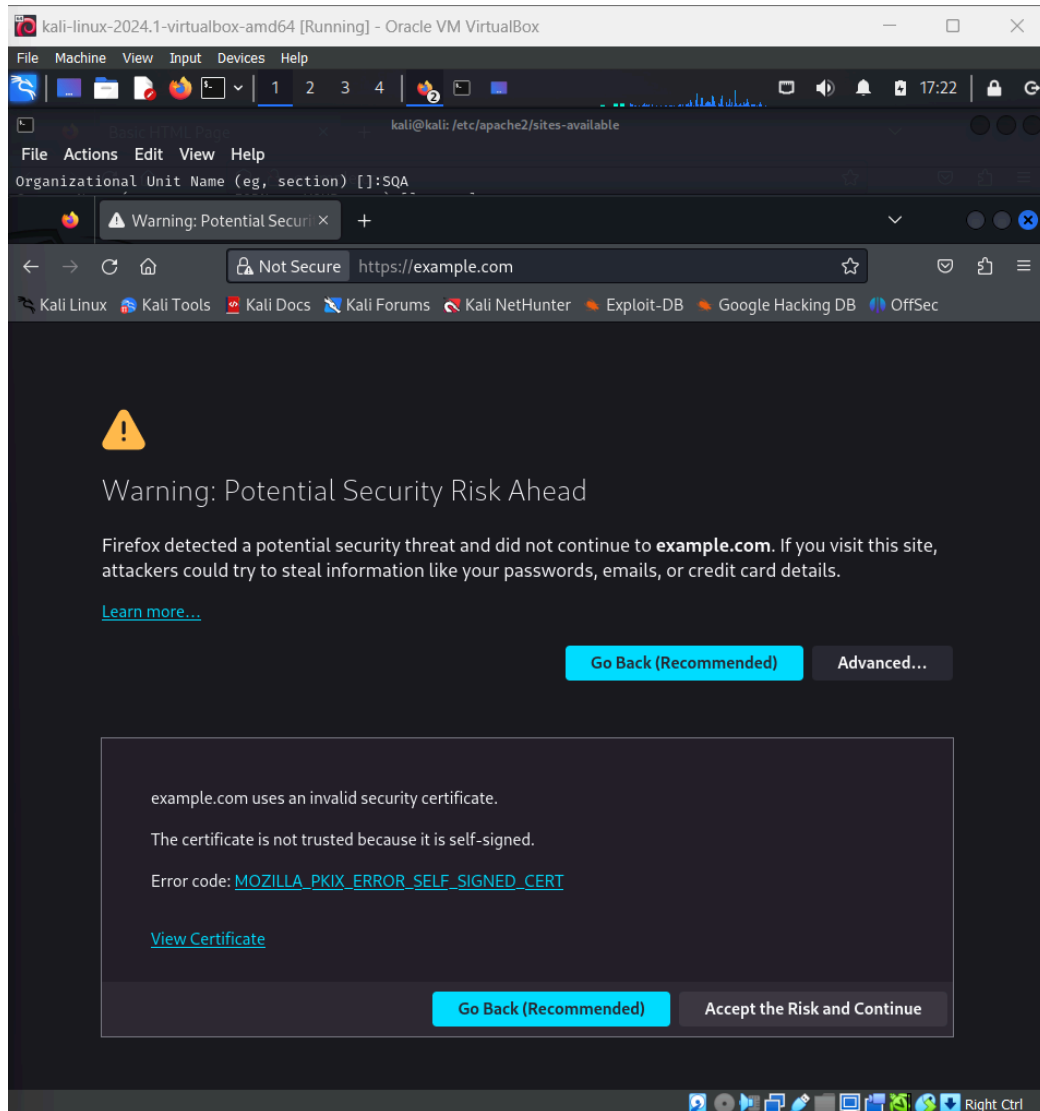 kali-linux-2024.1-virtualbox-amd64 [Running] - Oracle VM VirtualBox
File Machine View Input Devices Help
1 2 3 4 2 17:22
Basic HTML Page kali@kali: /etc/apache2/sites-available
File Actions Edit View Help
Organizational Unit Name (eg, section) []:SQA
Warning: Potential Securi
Not Secure https://example.com
Kali Linux Kali Tools Kali Docs Kali Forums Kali NetHunter Exploit-DB Google Hacking DB OffSec
Warning: Potential Security Risk Ahead
Firefox detected a potential security threat and did not continue to example.com. If you visit this site,
attackers could try to steal information like your passwords, emails, or credit card details.
Learn more…
Go Back (Recommended) Advanced…
example.com uses an invalid security certificate.
The certificate is not trusted because it is self-signed.
Error code: MOZILLA_PKIX_ERROR_SELF_SIGNED_CERT
View Certificate
Go Back (Recommended) Accept the Risk and Continue
Right Ctrl